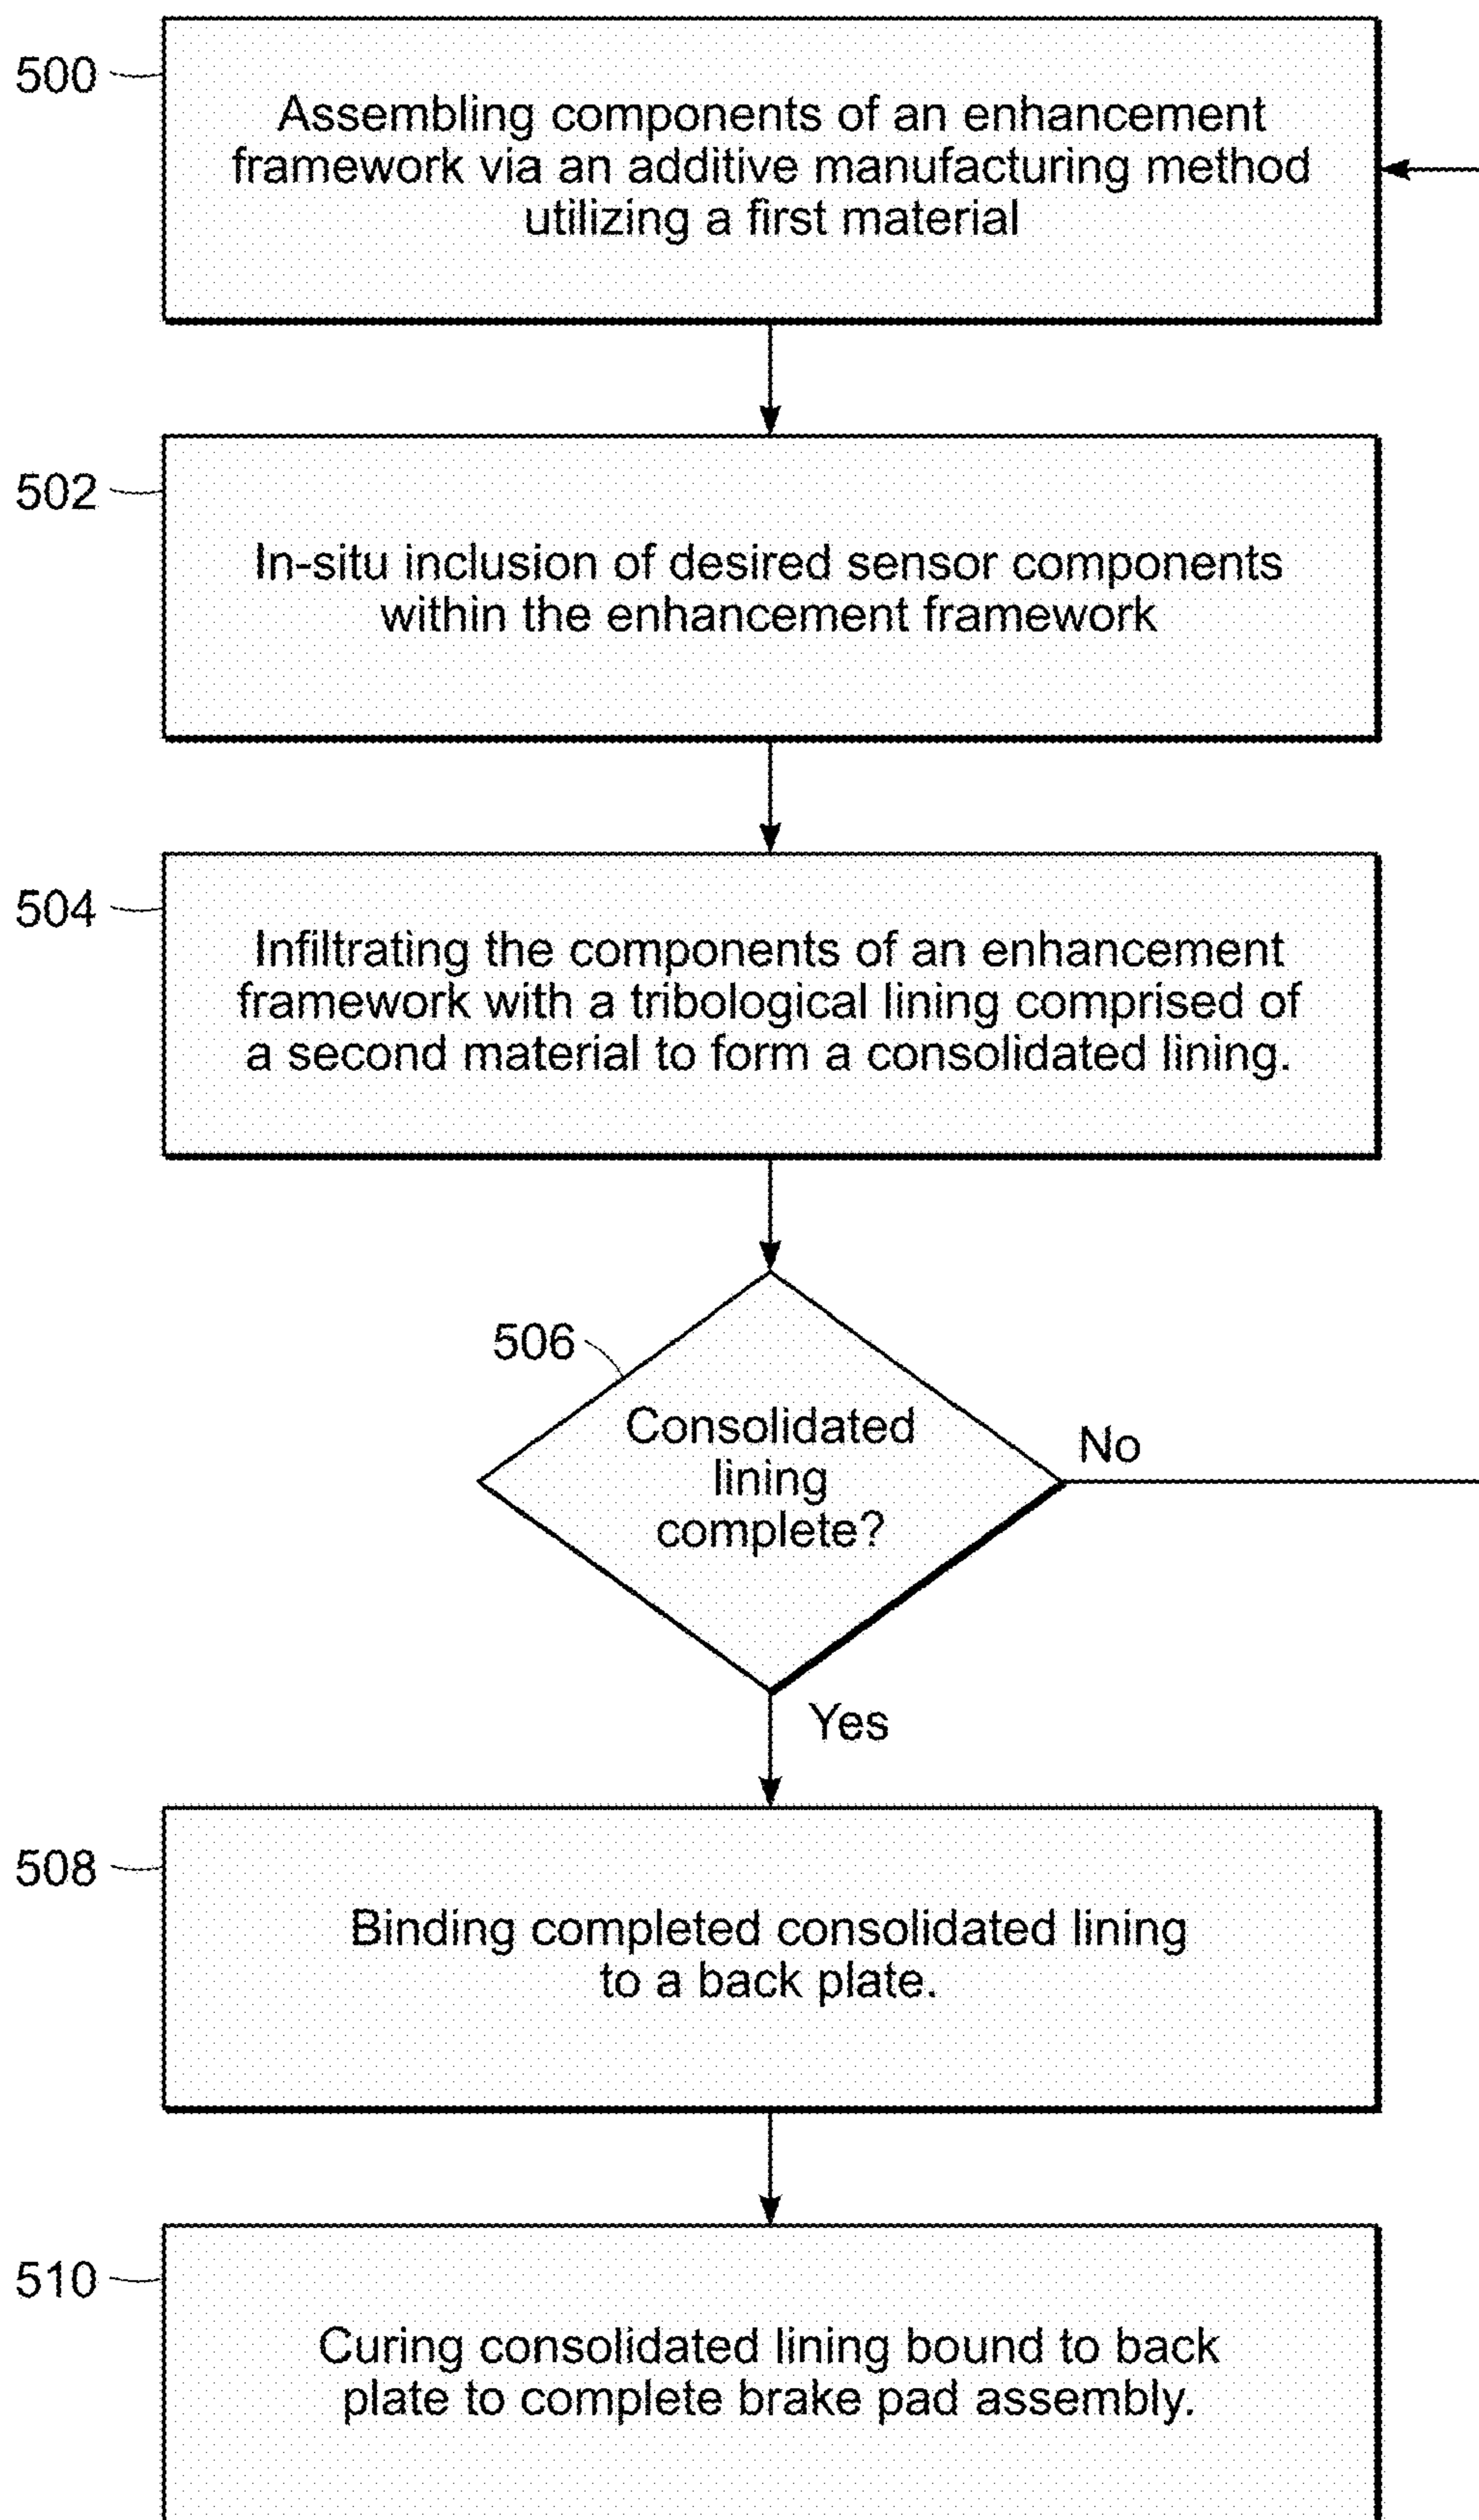 500
Assembling components of an enhancement
framework via an additive manufacturing method
utilizing a first material
502
In-situ inclusion of desired sensor components
within the enhancement framework
504
Infiltrating the components of an enhancement
framework with a tribological lining comprised of
a second material to form a consolidated lining.
506
Consolidated
lining
complete?
No
Yes
508
Binding completed consolidated lining
to a back plate.
510
Curing consolidated lining bound to back
plate to complete brake pad assembly.